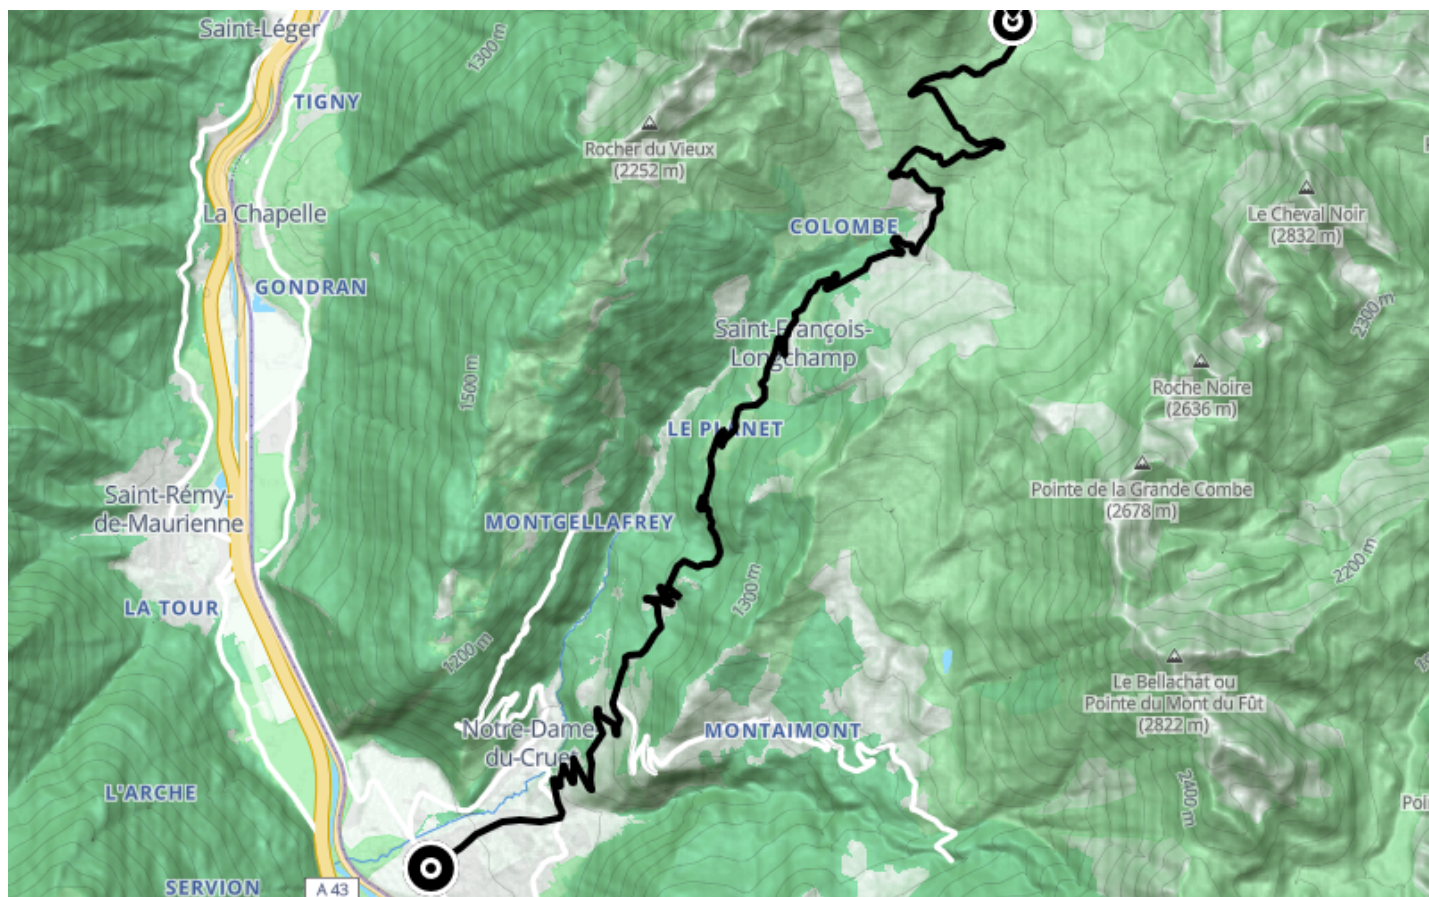 Saint-Léger
1300 m
TIGNY
Rocher du Vieux
(2252 m)
La Chapelle
Le Cheval Noir
(2832 m)
COLOMBE
GONDRAN
2300 m
Saint-François-
Longchamp
1500 m
Roche Noire
(2636 m)
LE PLANET
Saint-Rémy-
de-Maurienne
Pointe de la Grande Combe
(2678 m)
MONTGELLAFREY
2200 m
1300 m
LA TOUR
1200 m
Le Bellachat ou
Pointe du Mont du Fût
(2822 m)
Notre-Dame-
du-Cruet
MONTAIMONT
L'ARCHE
2400 m
Poi
SERVION
A 43